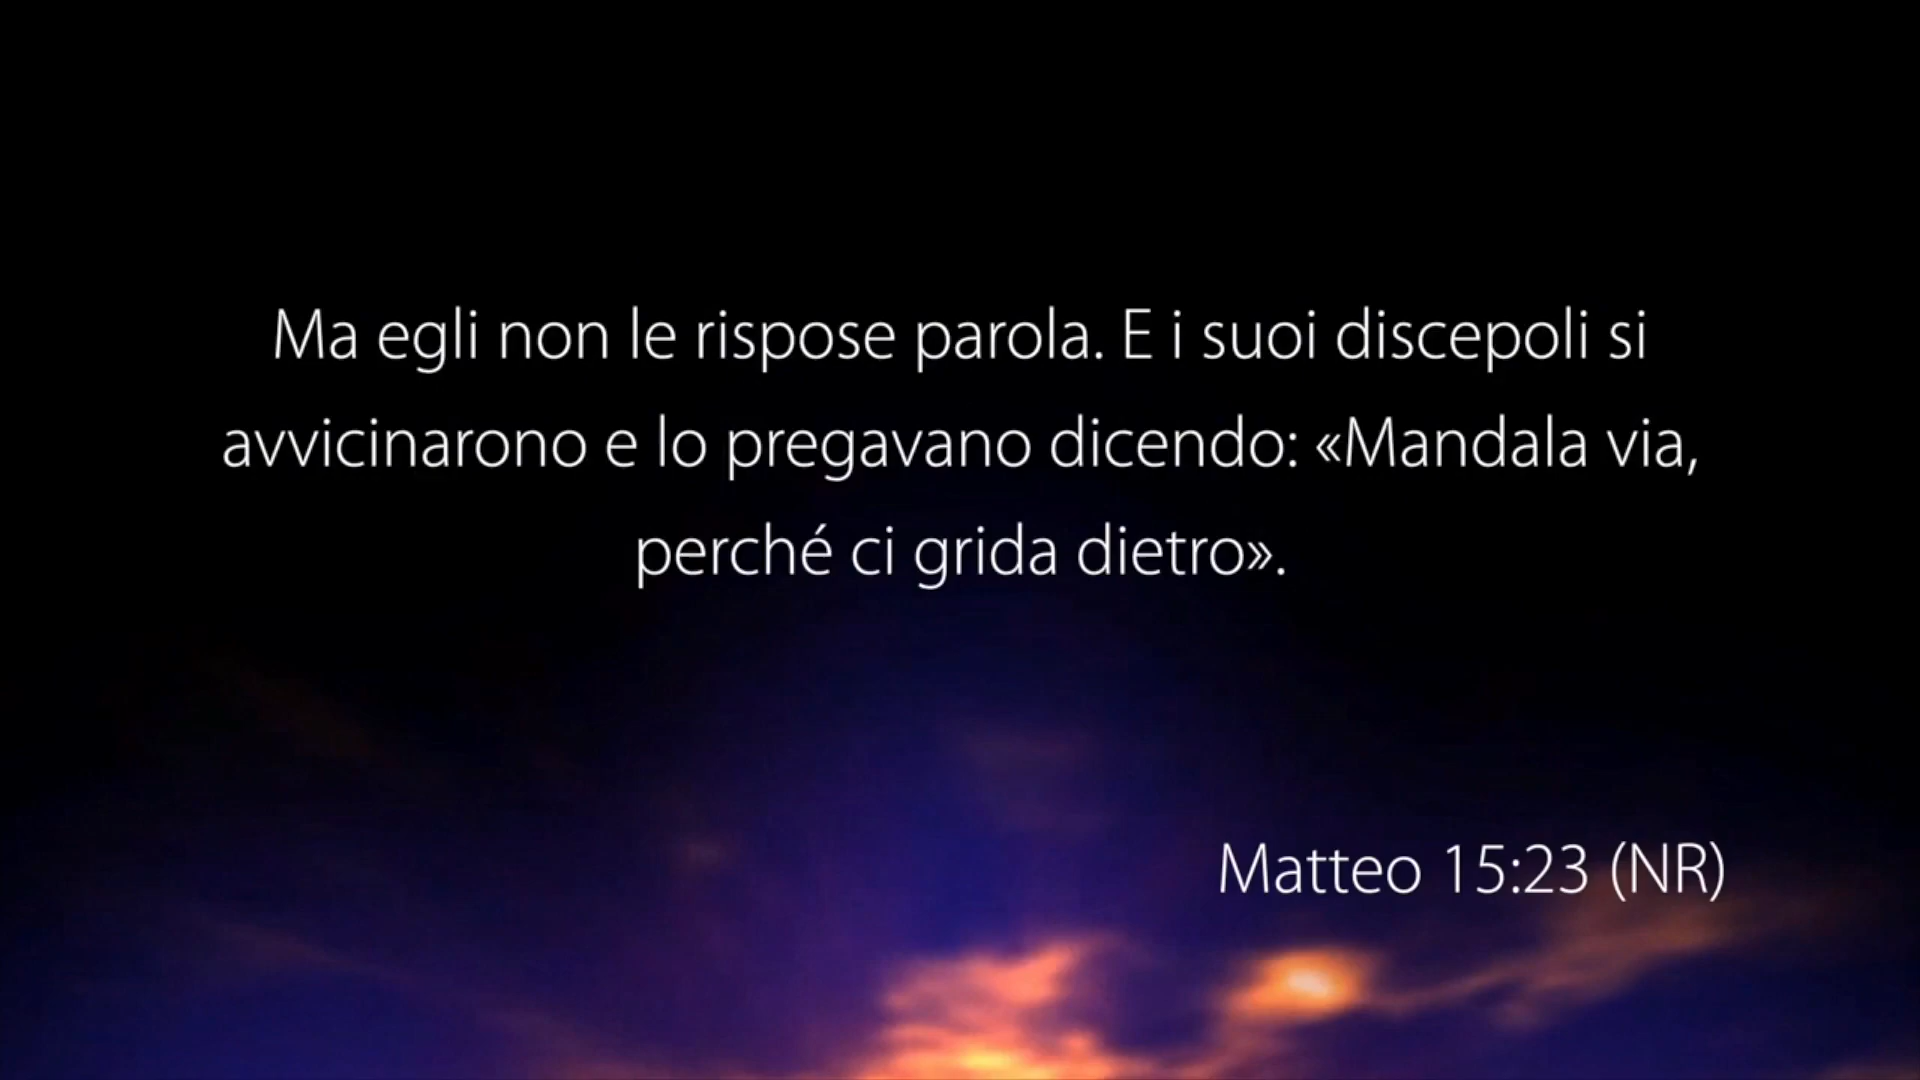 Ma egli non le rispose parola. E i suoi discepoli si
avvicinarono e lo pregavano dicendo: «Mandala via,
perché ci grida dietro».
Matteo 15:23 (NR)